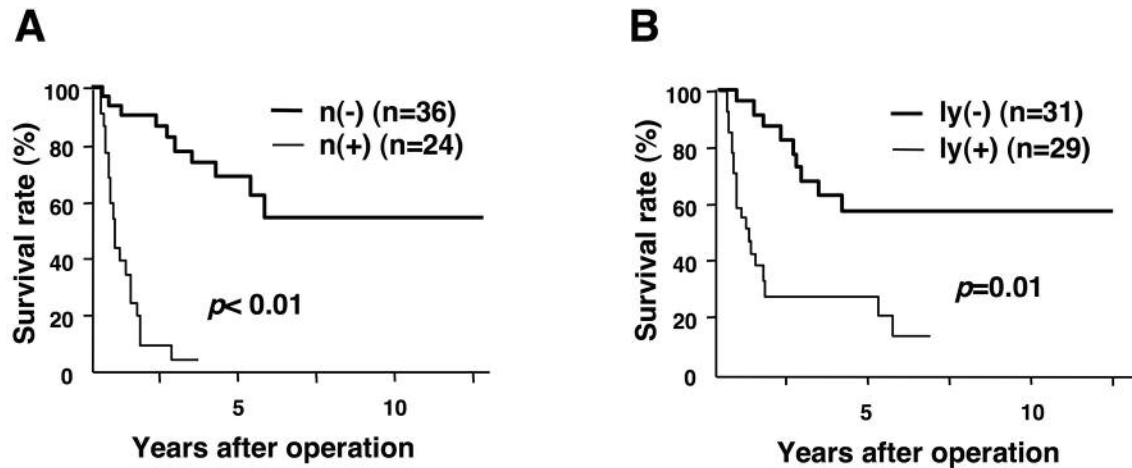 A
Survival rate (%)
100
80
60
40
20
0
n(-) (n=36)
n(+) (n=24)
p< 0.01
5
10
Years after operation
B
Survival rate (%)
100
80
60
40
20
0
ly(-) (n=31)
ly(+) (n=29)
p=0.01
5
10
Years after operation